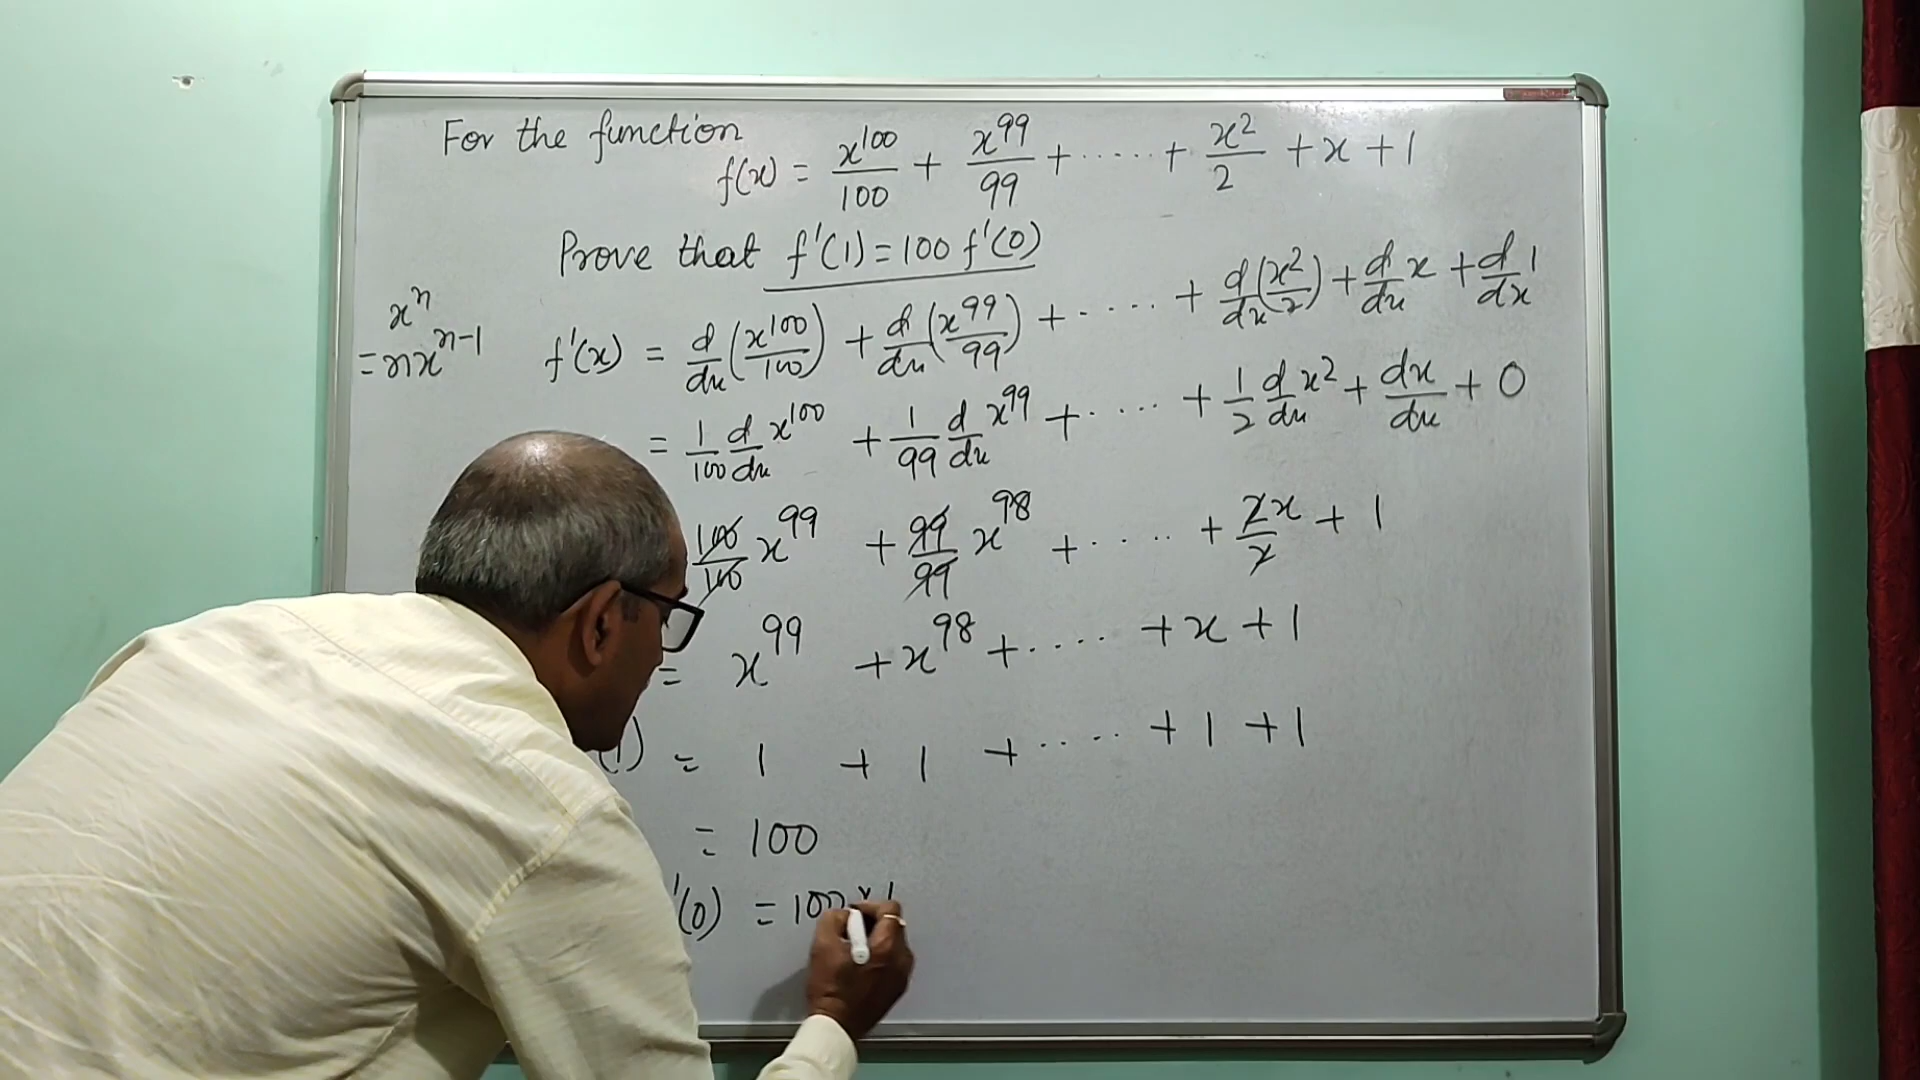 For the function
f(x) = x^100/100 + x^99/99 + ..... + x^2/2 + x + 1
Prove that f'(1) = 100 f'(0)
x^n
= nx^(n-1)
f'(x) = d/dx (x^100/100) + d/dx (x^99/99) + ..... + d/dx (x^2/2) + d/dx x + d/dx 1
= 1/100 d/dx x^100 + 1/99 d/dx x^99 + ..... + 1/2 d/dx x^2 + dx/dx + 0
100/100 x^99 + 99/99 x^98 + ..... + 2x/2 + 1
= x^99 + x^98 + ..... + x + 1
(1) = 1 + 1 + ..... + 1 + 1
= 100
'(0) = 100 × 1